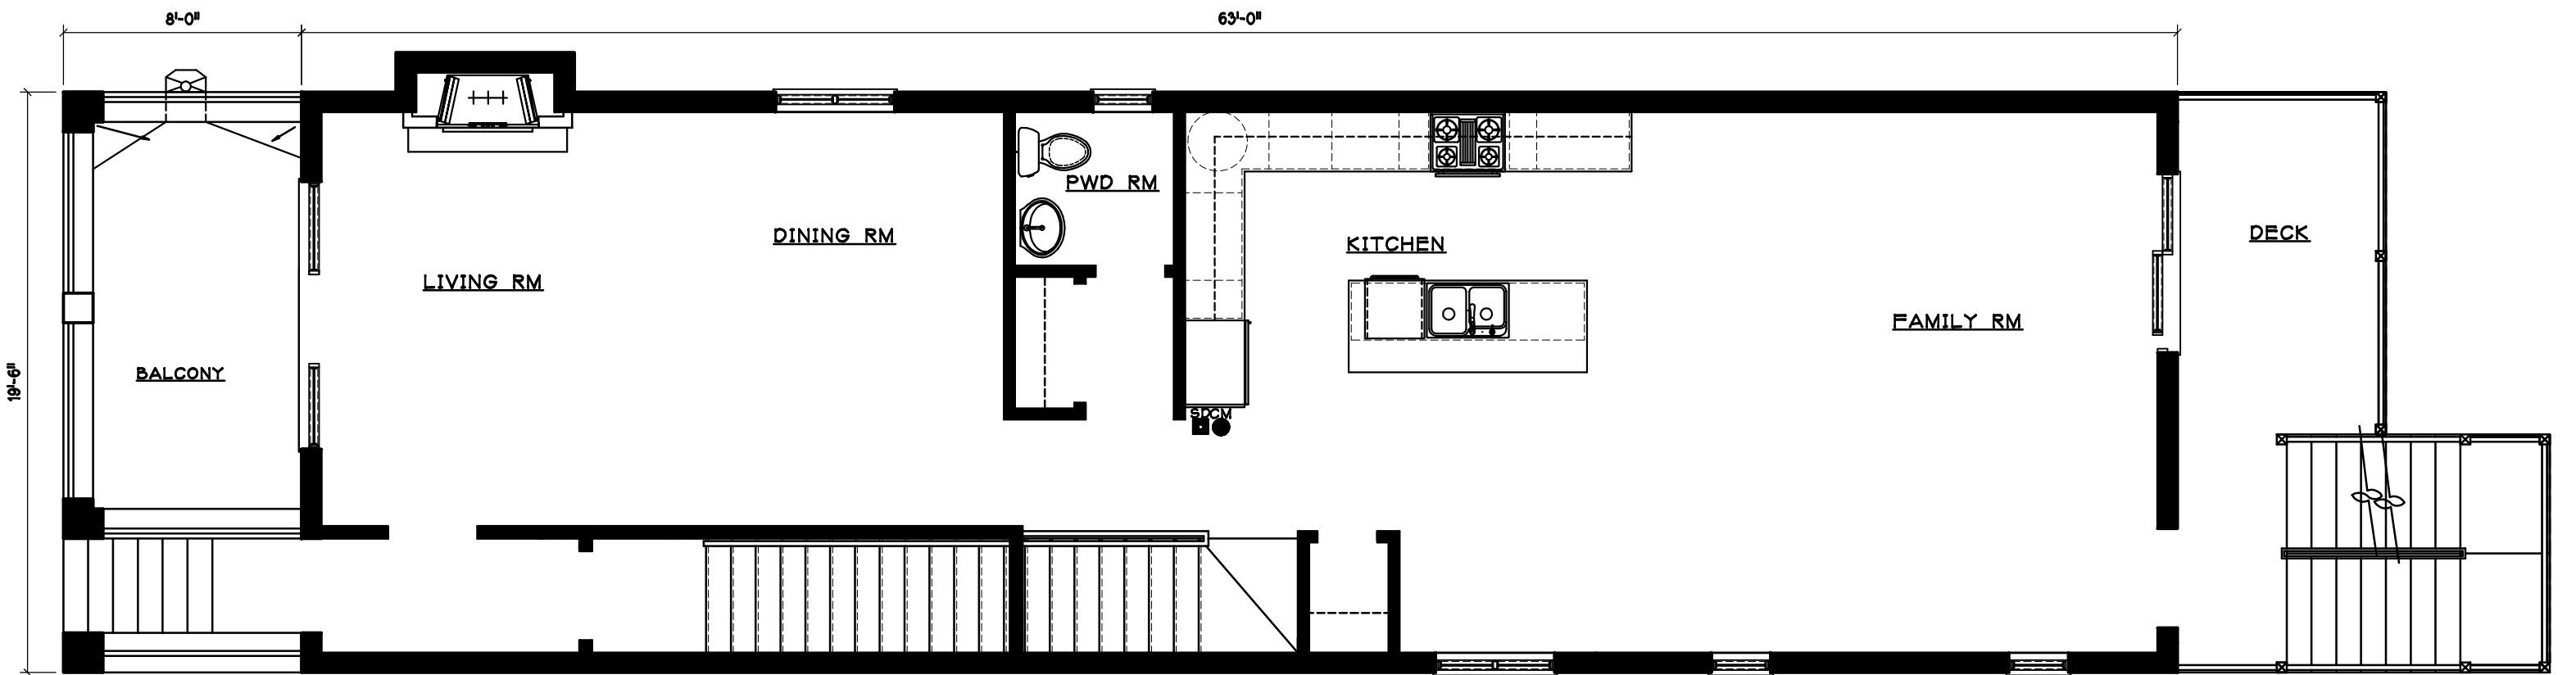 8'-0"
63'-0"
PWD RM
DINING RM
DECK
KITCHEN
LIVING RM
FAMILY RM
BALCONY
19'-6"
SDCM